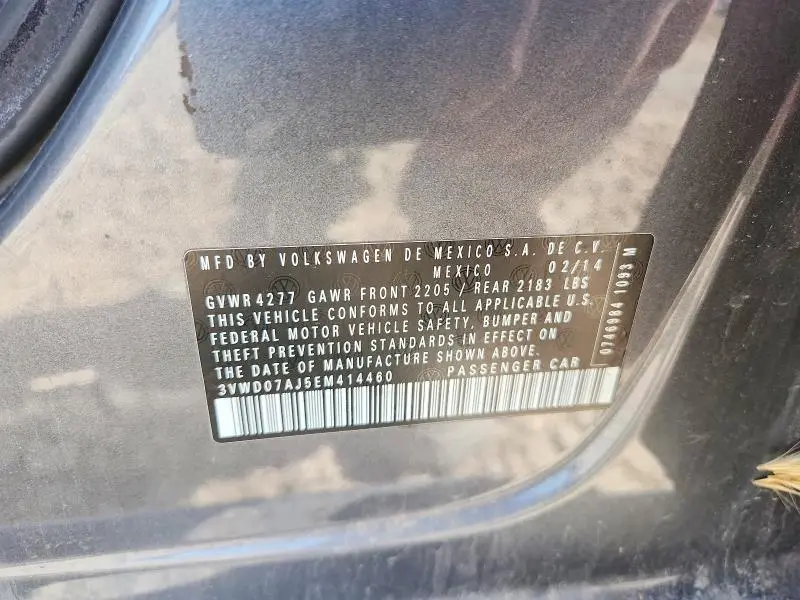 MFD BY VOLKSWAGEN DE MEXICO S.A. DE C.V.
MEXICO 02/14
GVWR 4277 GAWR FRONT 2205 / REAR 2183 LBS
THIS VEHICLE CONFORMS TO ALL APPLICABLE U.S.
FEDERAL MOTOR VEHICLE SAFETY, BUMPER AND
THEFT PREVENTION STANDARDS IN EFFECT ON
THE DATE OF MANUFACTURE SHOWN ABOVE.
3VWD07AJ5EM414460 PASSENGER CAR
0746984 1093 M